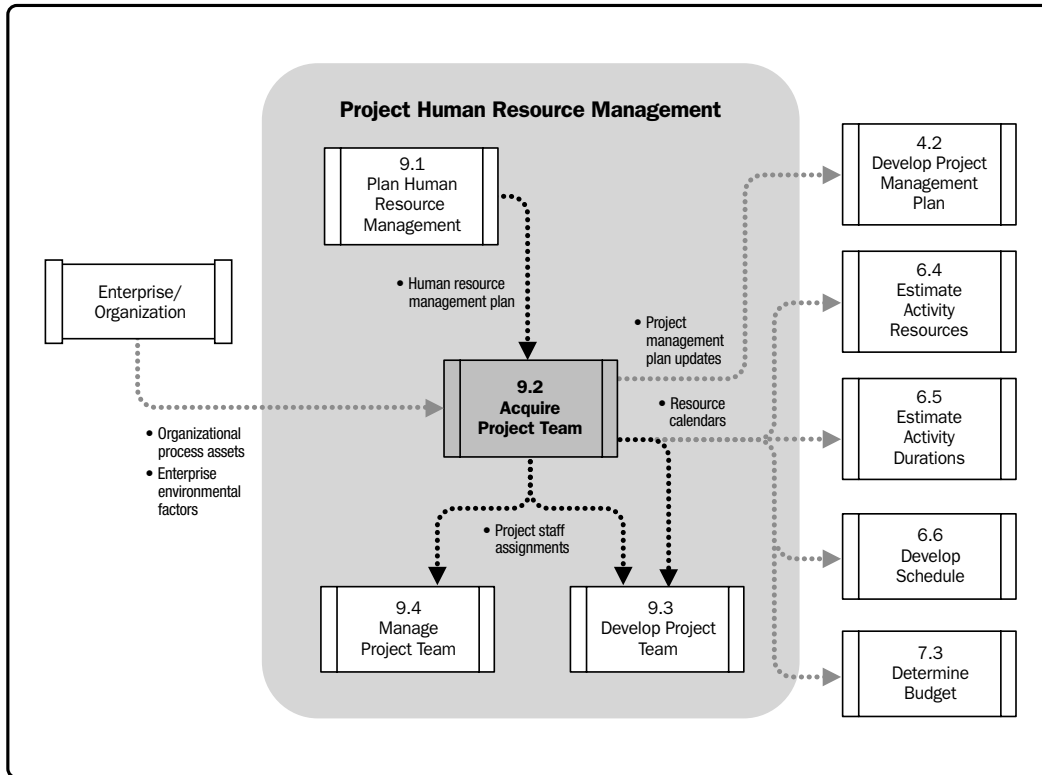 Project Human Resource Management
9.1
Plan Human
Resource
Management
4.2
Develop Project
Management
Plan
Enterprise/
Organization
• Human resource
management plan
6.4
Estimate
Activity
Resources
• Project
management
plan updates
9.2
Acquire
Project Team
• Resource
calendars
6.5
Estimate
Activity
Durations
• Organizational
process assets
• Enterprise
environmental
factors
• Project staff
assignments
6.6
Develop
Schedule
9.4
Manage
Project Team
9.3
Develop Project
Team
7.3
Determine
Budget